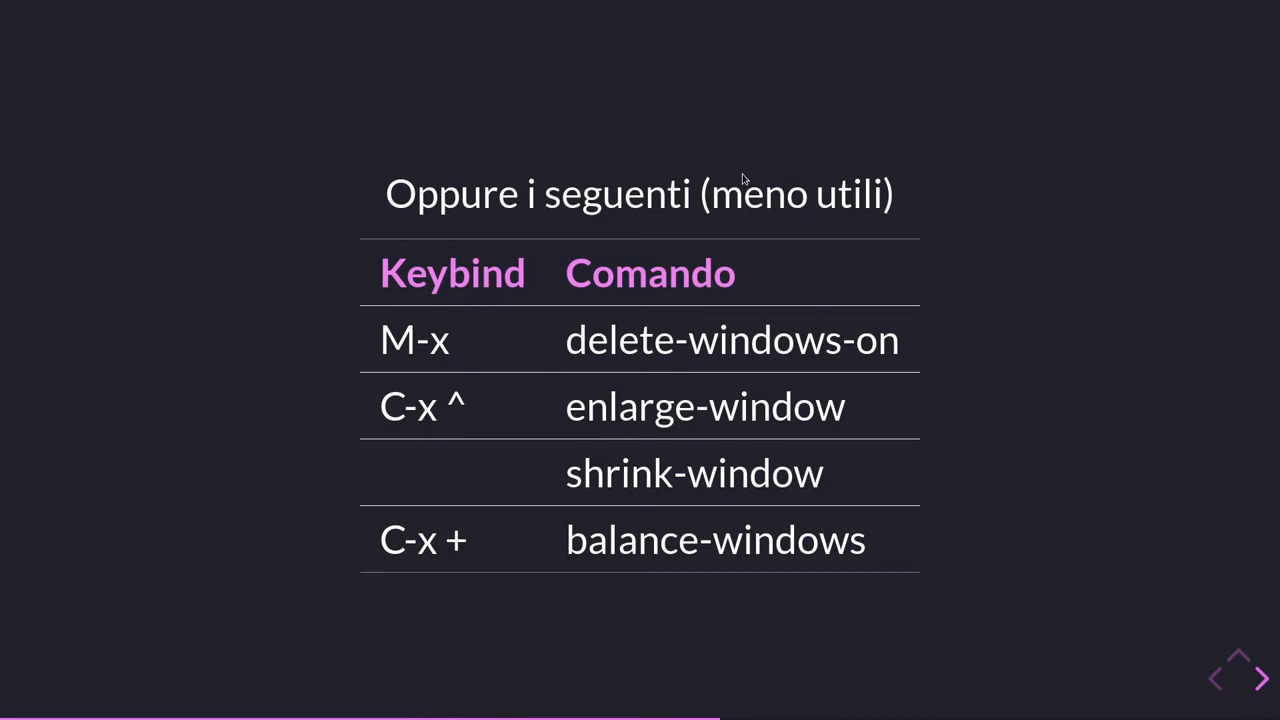 Oppure i seguenti (meno utili)
Keybind Comando
M-x delete-windows-on
C-x ^ enlarge-window
shrink-window
C-x + balance-windows